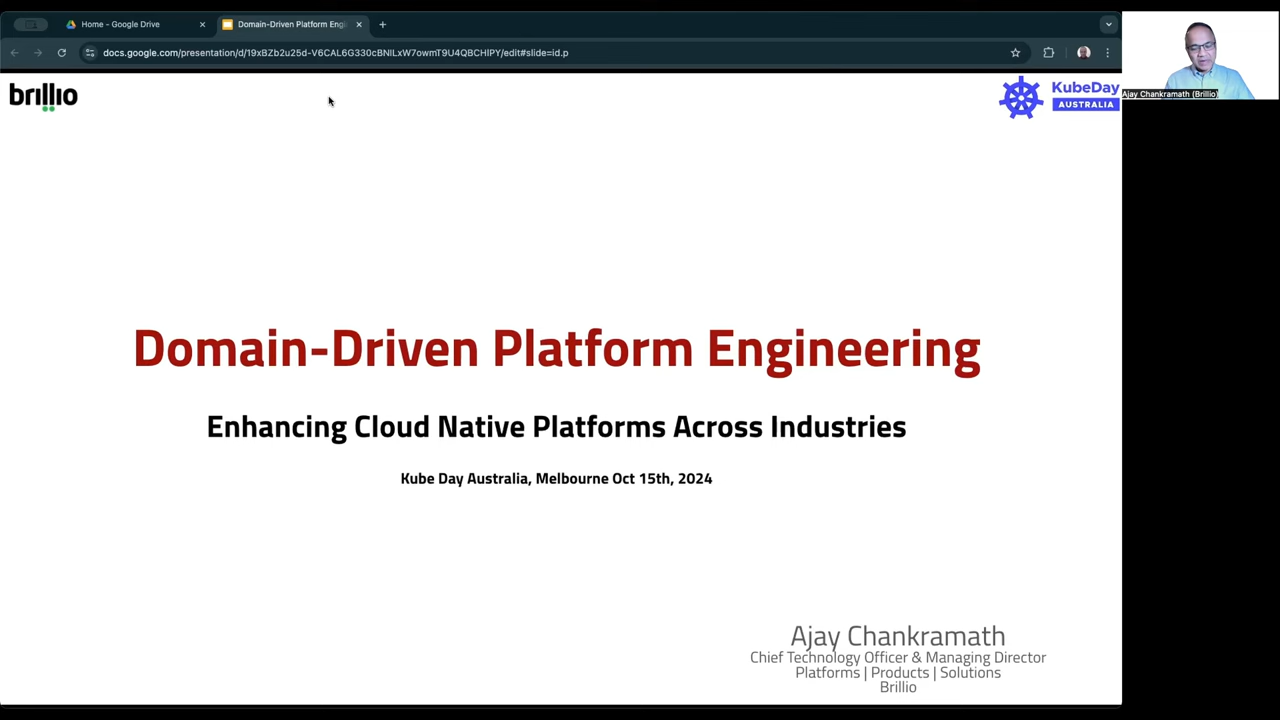 Home - Google Drive
Domain-Driven Platform Eng
docs.google.com/presentation/d/19xBZb2u25d-V6CAL6G330cBNlLxW7owmT9U4QBCHlPY/edit#slide=id.p
brillio
KubeDay
AUSTRALIA
Ajay Chankramath (Brillio)
Domain-Driven Platform Engineering
Enhancing Cloud Native Platforms Across Industries
Kube Day Australia, Melbourne Oct 15th, 2024
Ajay Chankramath
Chief Technology Officer & Managing Director
Platforms | Products | Solutions
Brillio